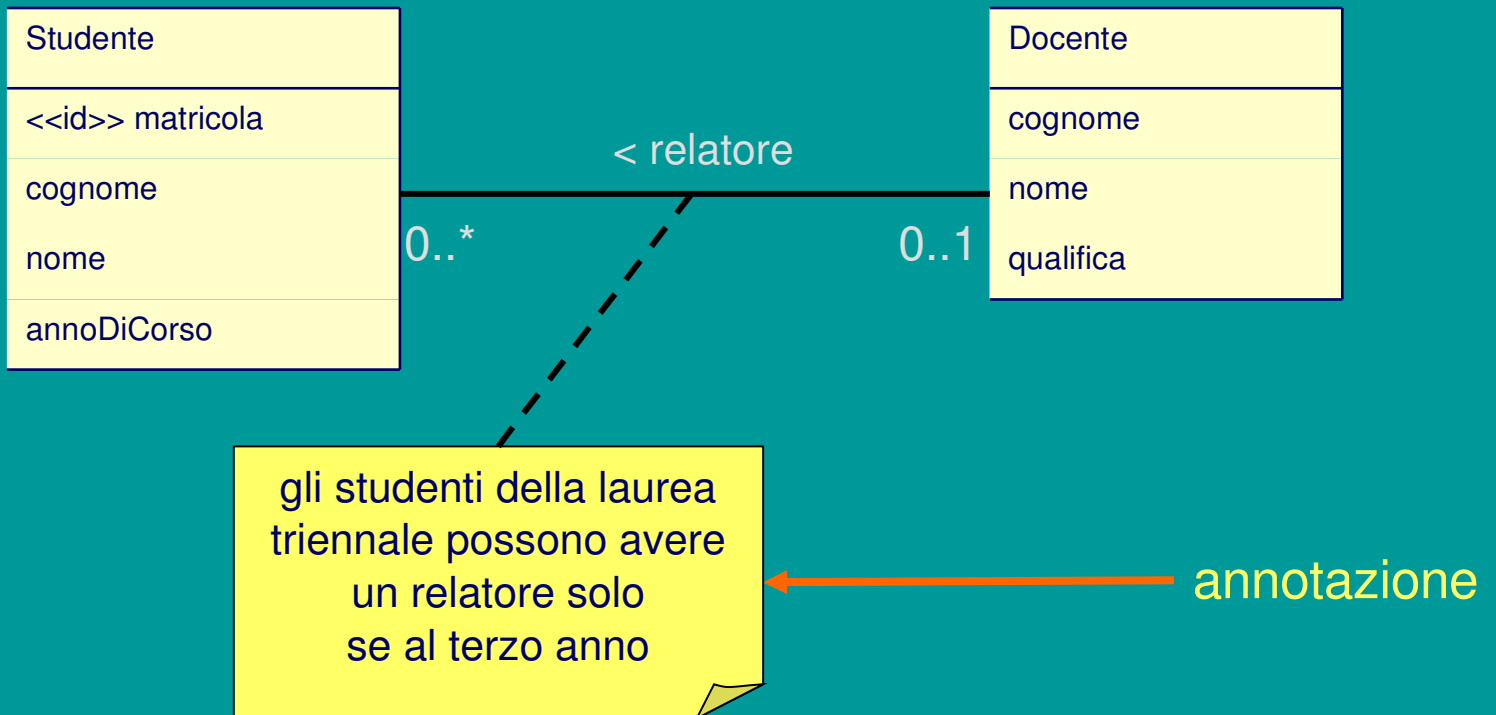 Studente
<<id>> matricola
cognome
nome
annoDiCorso
< relatore
0..*
0..1
Docente
cognome
nome
qualifica
gli studenti della laurea
triennale possono avere
un relatore solo
se al terzo anno
annotazione